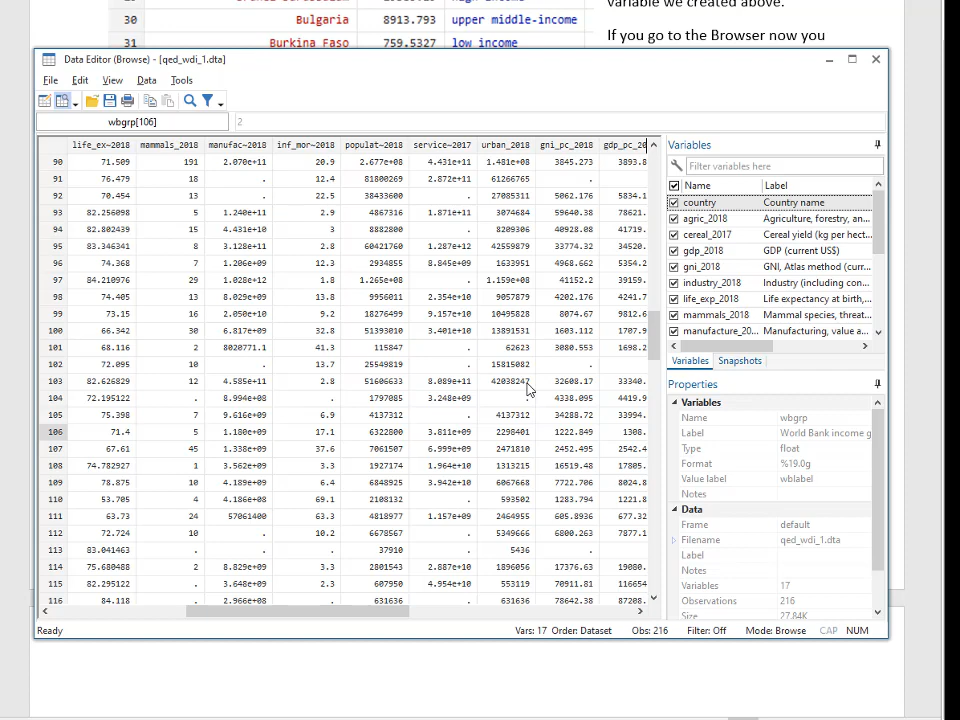 variable we created above.
30 Bulgaria 8913.793 upper middle-income
If you go to the Browser now you
31 Burkina Faso 759.5327 low income
Data Editor (Browse) - [qed_wdi_1.dta]
File Edit View Data Tools
wbgrp[106] 2
life_ex~2018 mammals_2018 manufac~2018 inf_mor~2018 populat~2018 service~2017 urban_2018 gni_pc_2018 gdp_pc_20
90 71.509 191 2.070e+11 20.9 2.677e+08 4.431e+11 1.481e+08 3845.273 3893.8
91 76.479 18 . 12.4 81800269 2.872e+11 61266765 .
92 70.454 13 . 22.5 38433600 . 27085311 5062.176 5834.1
93 82.256098 5 1.240e+11 2.9 4867316 1.871e+11 3074684 59640.38 78621.
94 82.802439 15 4.431e+10 3 8882800 . 8209306 40928.08 41719.
95 83.346341 8 3.128e+11 2.8 60421760 1.287e+12 42559879 33774.32 34520.
96 74.368 7 1.206e+09 12.3 2934855 8.845e+09 1633951 4968.662 5354.2
97 84.210976 29 1.028e+12 1.8 1.265e+08 . 1.159e+08 41152.2 39159.
98 74.405 13 8.029e+09 13.8 9956011 2.354e+10 9057879 4202.176 4241.7
99 73.15 16 2.050e+10 9.2 18276499 9.157e+10 10495828 8074.67 9812.6
100 66.342 30 6.817e+09 32.8 51393010 3.401e+10 13891531 1603.112 1707.9
101 68.116 2 8020771.1 41.3 115847 . 62623 3080.553 1698.2
102 72.095 10 . 13.7 25549819 . 15815082 .
103 82.626829 12 4.585e+11 2.8 51606633 8.089e+11 42038247 32608.17 33340.
104 72.195122 . 8.994e+08 . 1797085 3.248e+09 . 4338.095 4419.9
105 75.398 7 9.616e+09 6.9 4137312 . 4137312 34288.72 33994.
106 71.4 5 1.180e+09 17.1 6322800 3.811e+09 2298401 1222.849 1308.
107 67.61 45 1.338e+09 37.6 7061507 6.999e+09 2471810 2452.495 2542.4
108 74.782927 1 3.562e+09 3.3 1927174 1.964e+10 1313215 16519.48 17805.
109 78.875 10 4.189e+09 6.4 6848925 3.942e+10 6067668 7722.706 8024.8
110 53.705 4 4.186e+08 69.1 2108132 . 593502 1283.794 1221.8
111 63.73 24 57061400 63.3 4818977 1.157e+09 2464955 605.8936 677.32
112 72.724 10 . 10.2 6678567 . 5349666 6800.263 7877.1
113 83.041463 . . . 37910 . 5436 .
114 75.680488 2 8.829e+09 3.3 2801543 2.887e+10 1896056 17376.63 19080.
115 82.295122 . 3.648e+09 2.3 607950 4.954e+10 553119 70911.81 116654
116 84.118 . 2.966e+08 . 631636 . 631636 78642.38 87208.
Variables
Filter variables here
Name Label
country Country name
agric_2018 Agriculture, forestry, an...
cereal_2017 Cereal yield (kg per hect...
gdp_2018 GDP (current US$)
gni_2018 GNI, Atlas method (curr...
industry_2018 Industry (including con...
life_exp_2018 Life expectancy at birth,...
mammals_2018 Mammal species, threat...
manufacture_20... Manufacturing, value a...
Variables Snapshots
Properties
Variables
Name wbgrp
Label World Bank income g
Type float
Format %19.0g
Value label wblabel
Notes
Data
Frame default
Filename qed_wdi_1.dta
Label
Notes
Variables 17
Observations 216
Size 27.84K
Ready Vars: 17 Order: Dataset Obs: 216 Filter: Off Mode: Browse CAP NUM